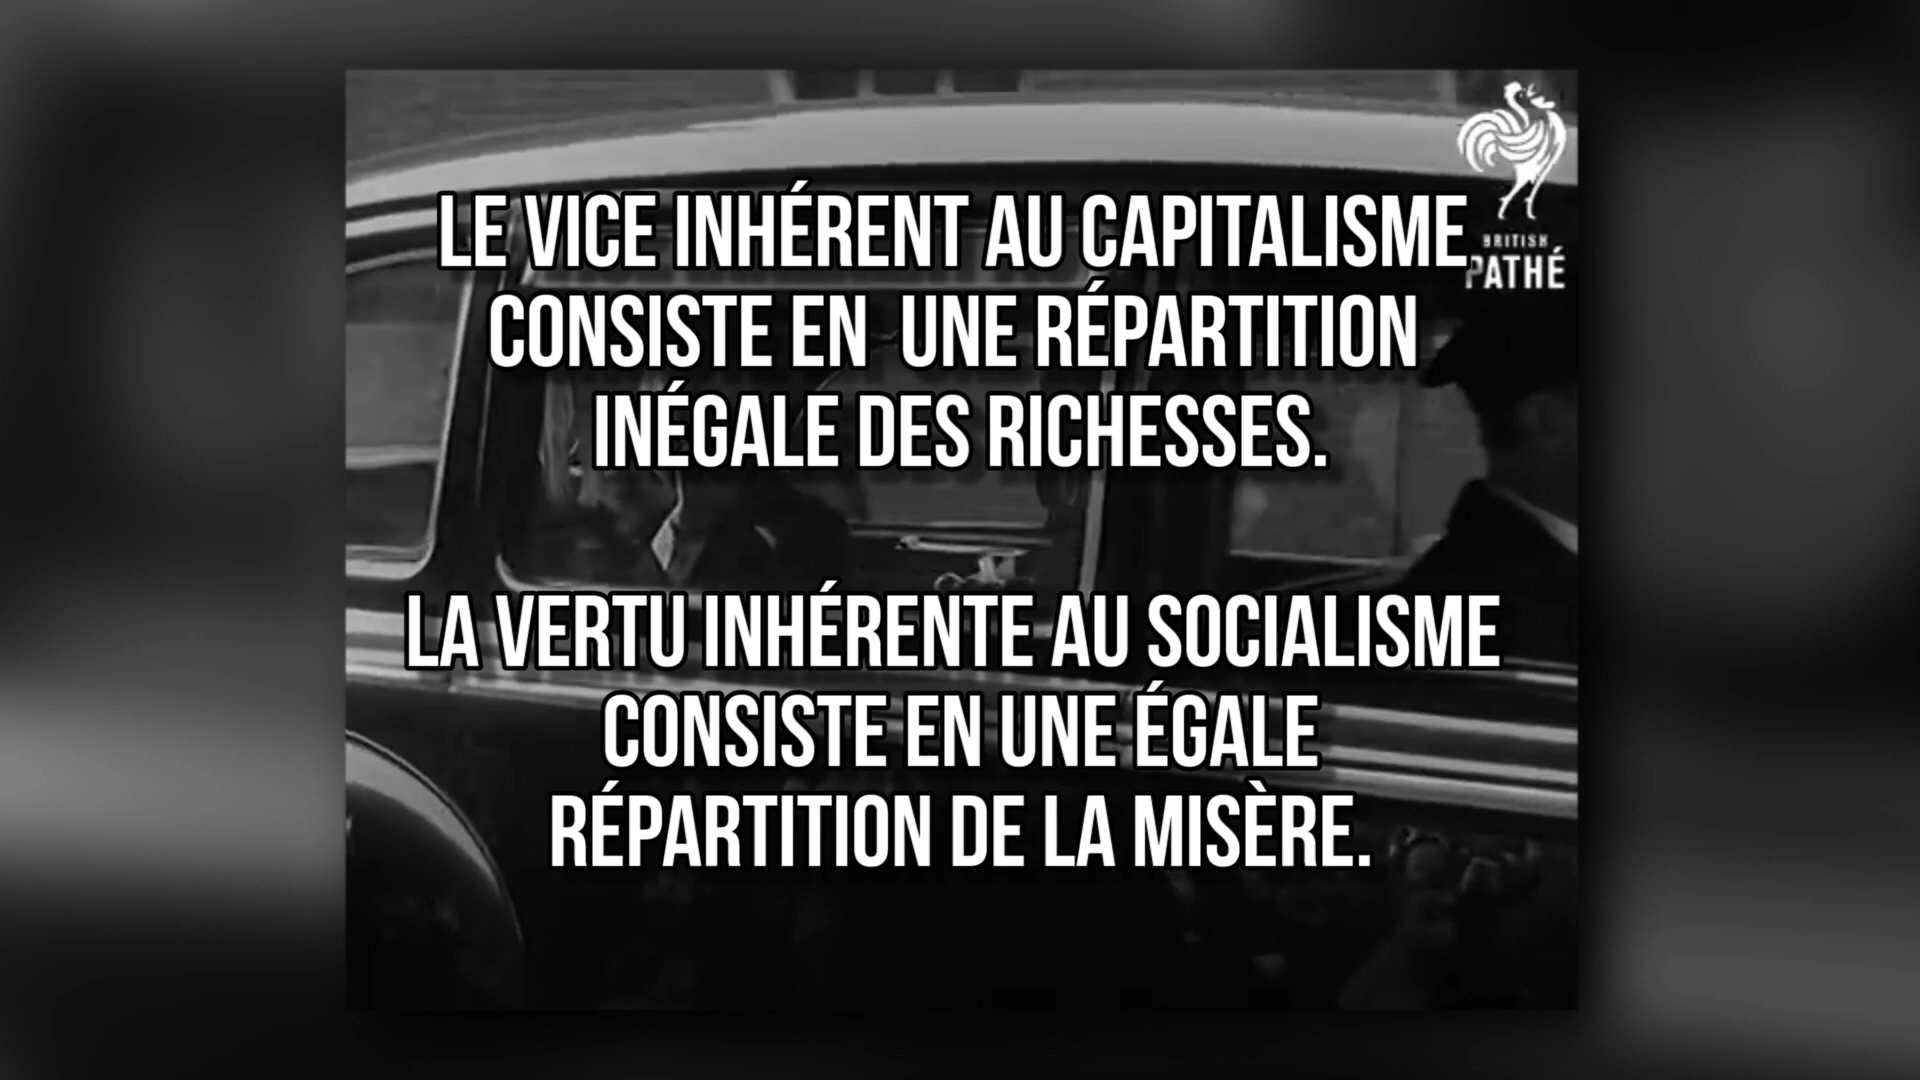 LE VICE INHÉRENT AU CAPITALISME
CONSISTE EN UNE RÉPARTITION
INÉGALE DES RICHESSES.
LA VERTU INHÉRENTE AU SOCIALISME
CONSISTE EN UNE ÉGALE
RÉPARTITION DE LA MISÈRE.
BRITISH
PATHÉ